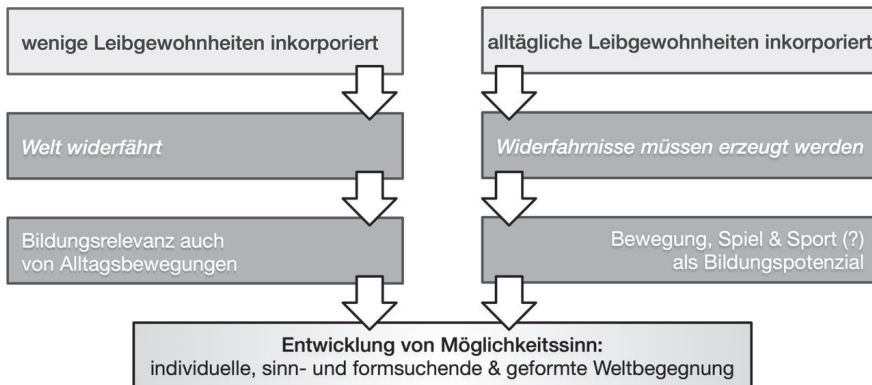 wenige Leibgewohnheiten inkorporiert
alltägliche Leibgewohnheiten inkorporiert
Welt widerfährt
Widerfahrnisse müssen erzeugt werden
Bildungsrelevanz auch
von Alltagsbewegungen
Bewegung, Spiel & Sport (?)
als Bildungspotenzial
Entwicklung von Möglichkeitssinn:
individuelle, sinn- und formsuchende & geformte Weltbegegnung